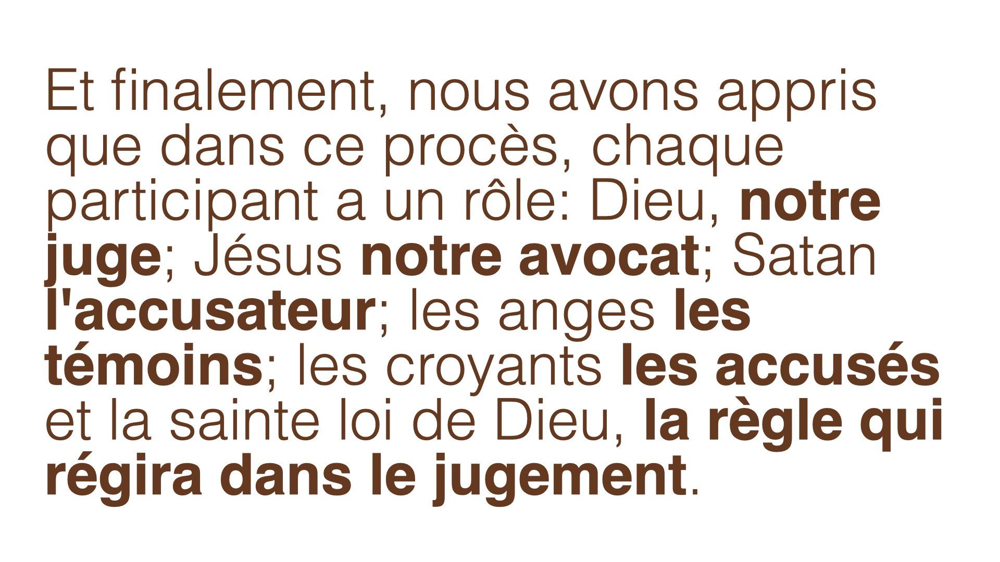 Et finalement, nous avons appris
que dans ce procès, chaque
participant a un rôle: Dieu, notre
juge; Jésus notre avocat; Satan
l'accusateur; les anges les
témoins; les croyants les accusés
et la sainte loi de Dieu, la règle qui
régira dans le jugement.